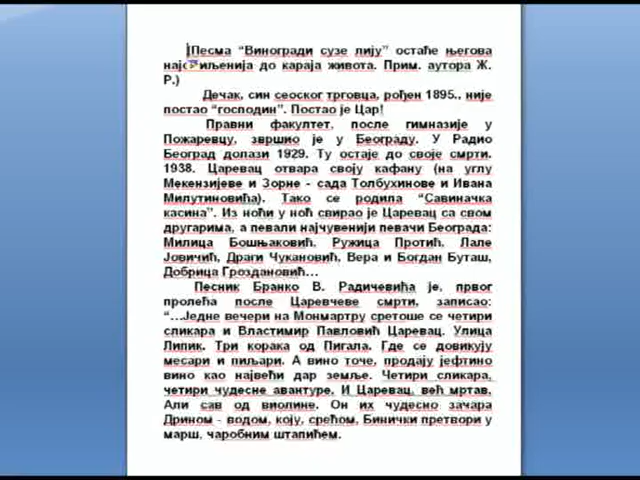 (Песма “Виногради сузе лију” остаће његова
најомиљенија до караја живота. Прим. аутора Ж.
Р.)
Дечак, син сеоског трговца, рођен 1895., није
постао “господин”. Постао је Цар!
Правни факултет, после гимназије у
Пожаревцу, звршио је у Београду. У Радио
Београд долази 1929. Ту остаје до своје смрти.
1938. Царевац отвара своју кафану (на углу
Мекензијеве и Зорне - сада Толбухинове и Ивана
Милутиновића). Тако се родила “Савиначка
касина”. Из ноћи у ноћ свирао је Царевац са свом
другарима, а певали најчувенији певачи Београда:
Милица Бошњаковић, Ружица Протић, Лале
Јовичић, Драги Чукановић, Вера и Богдан Буташ,
Добрица Гроздановић...
Песник Бранко В. Радичевића је, првог
пролећа после Царевчеве смрти, записао:
“...Једне вечери на Монмартру сретоше се четири
сликара и Властимир Павловић Царевац. Улица
Липик. Три корака од Пигала. Где се довикују
месари и пиљари. А вино точе, продају јефтино
вино као највећи дар земље. Четири сликара,
четири чудесне авантуре. И Царевац, већ мртав.
Али сав од виолине. Он их чудесно зачара
Дрином - водом, коју, срећом, Бинички претвори у
марш, чаробним штапићем.